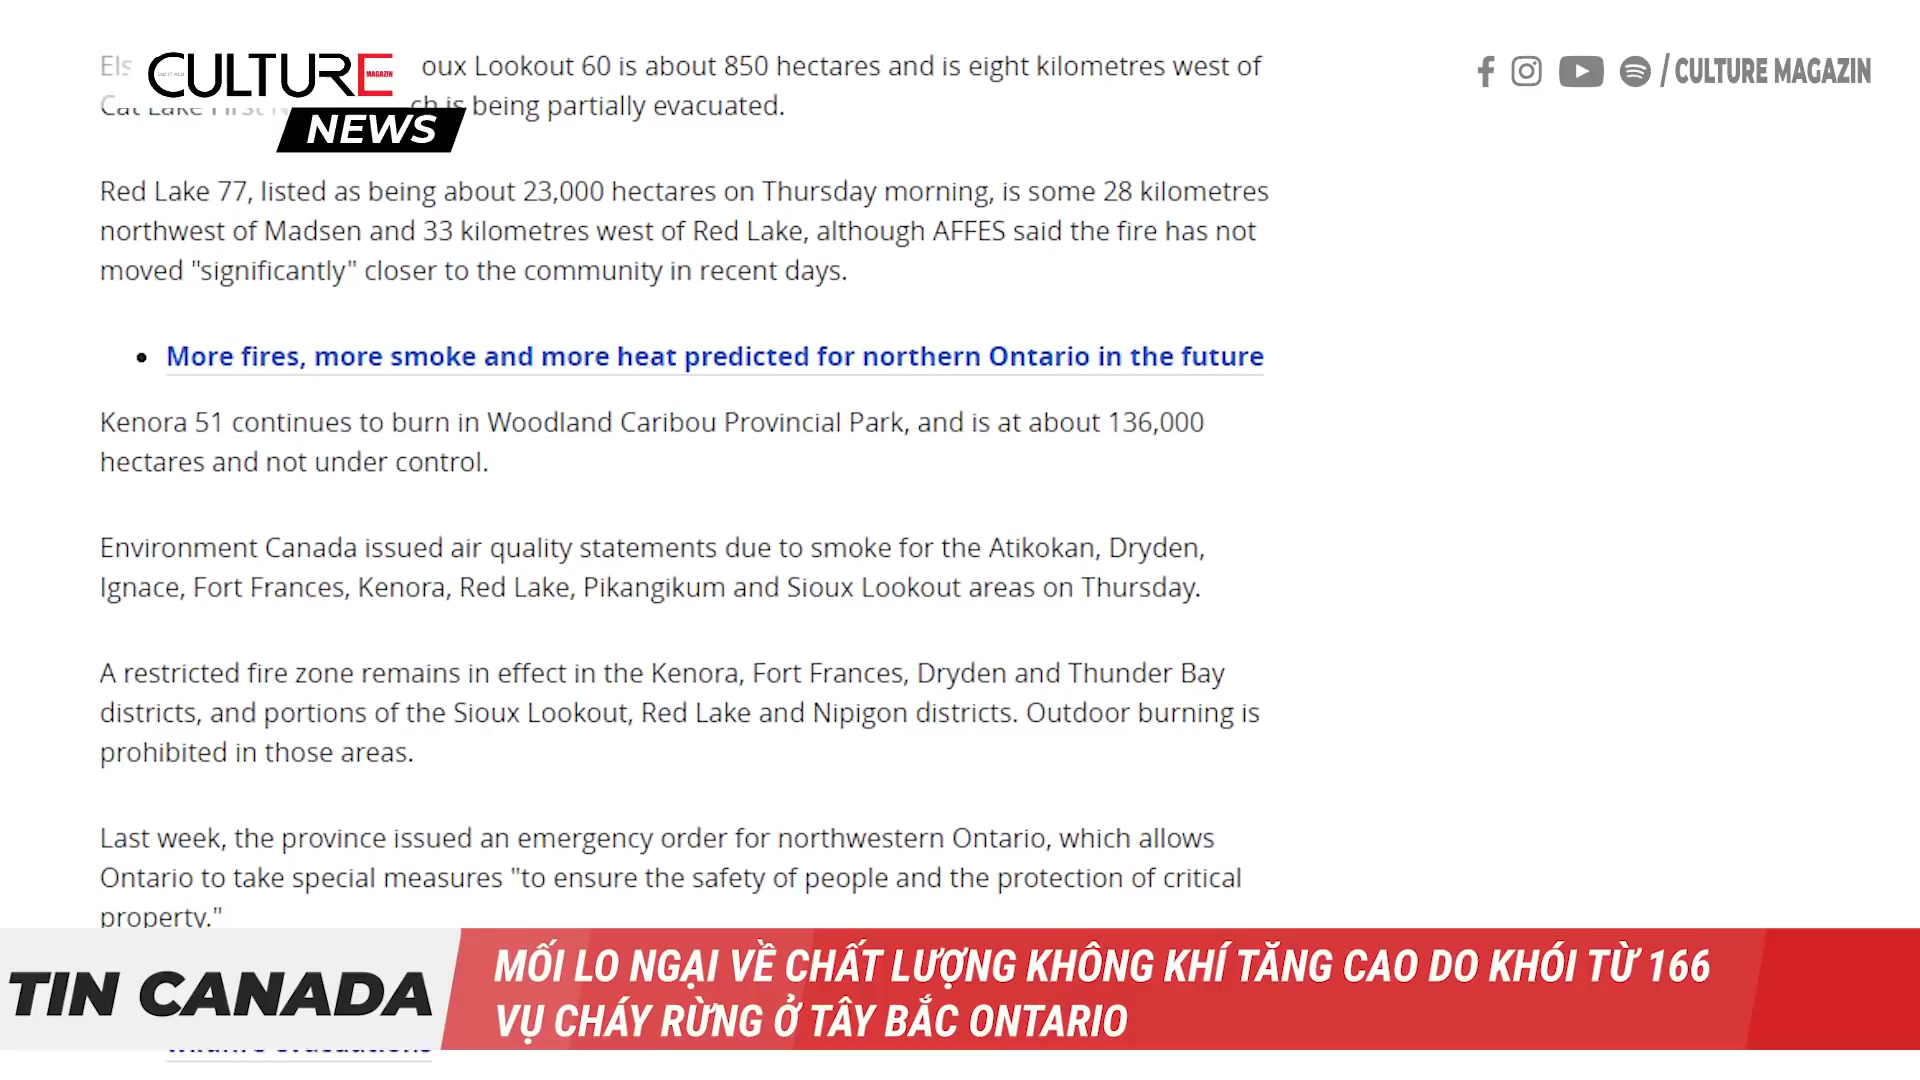 CULTURE
MAGAZIN
NEWS
/ CULTURE MAGAZIN
Els oux Lookout 60 is about 850 hectares and is eight kilometres west of
Cat Lake First being partially evacuated.
Red Lake 77, listed as being about 23,000 hectares on Thursday morning, is some 28 kilometres
northwest of Madsen and 33 kilometres west of Red Lake, although AFFES said the fire has not
moved "significantly" closer to the community in recent days.
• More fires, more smoke and more heat predicted for northern Ontario in the future
Kenora 51 continues to burn in Woodland Caribou Provincial Park, and is at about 136,000
hectares and not under control.
Environment Canada issued air quality statements due to smoke for the Atikokan, Dryden,
Ignace, Fort Frances, Kenora, Red Lake, Pikangikum and Sioux Lookout areas on Thursday.
A restricted fire zone remains in effect in the Kenora, Fort Frances, Dryden and Thunder Bay
districts, and portions of the Sioux Lookout, Red Lake and Nipigon districts. Outdoor burning is
prohibited in those areas.
Last week, the province issued an emergency order for northwestern Ontario, which allows
Ontario to take special measures "to ensure the safety of people and the protection of critical
property."
TIN CANADA
MỐI LO NGẠI VỀ CHẤT LƯỢNG KHÔNG KHÍ TĂNG CAO DO KHÓI TỪ 166
VỤ CHÁY RỪNG Ở TÂY BẮC ONTARIO